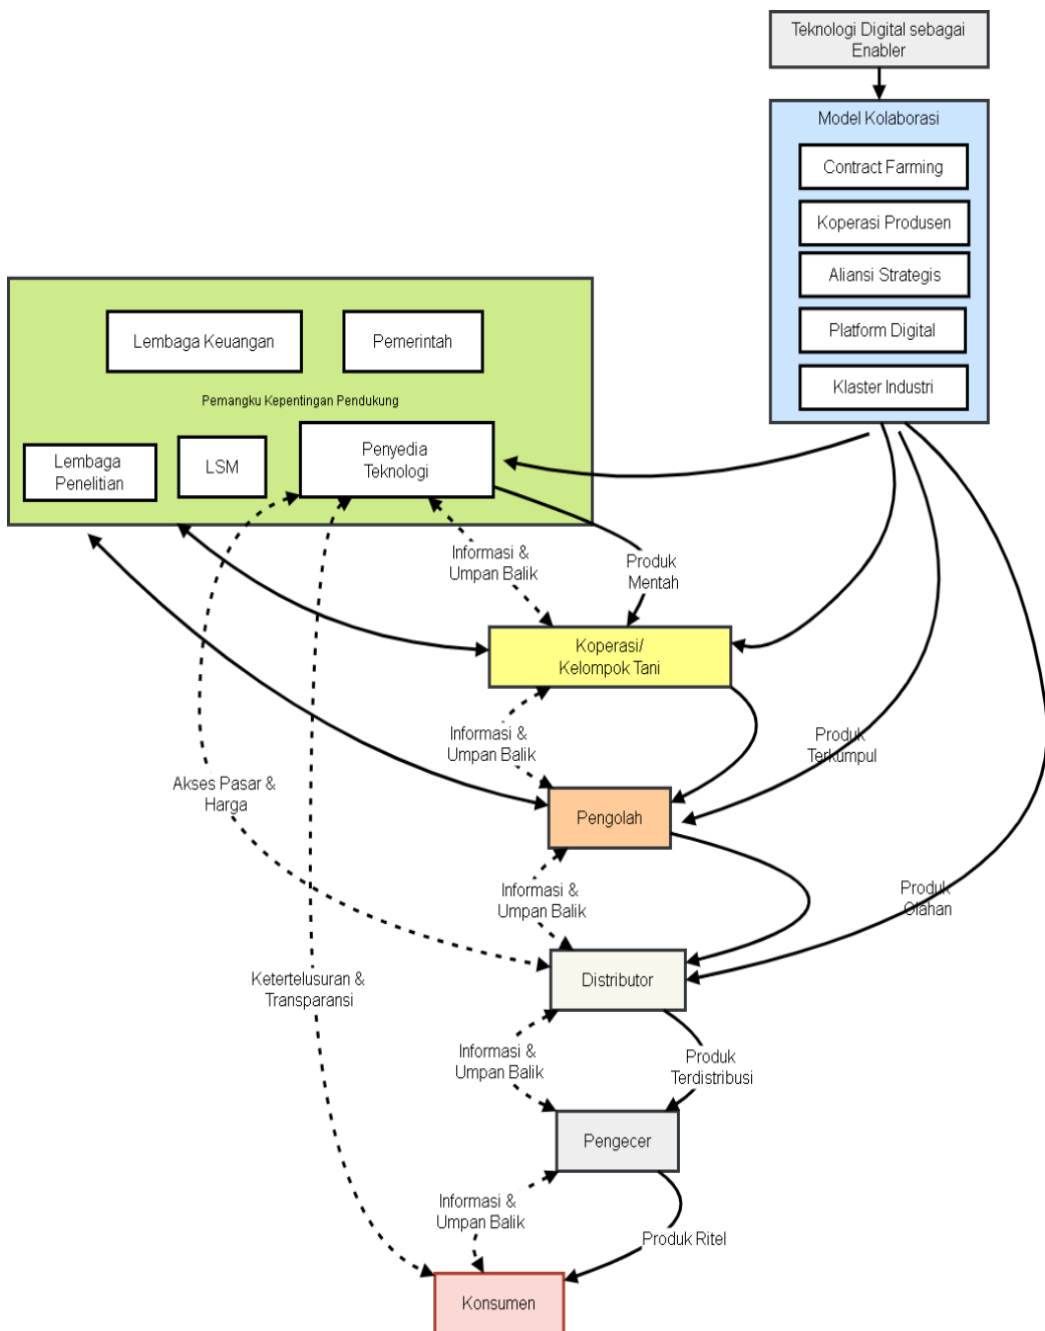 Teknologi Digital sebagai
Enabler
Model Kolaborasi
Contract Farming
Koperasi Produsen
Aliansi Strategis
Platform Digital
Klaster Industri
Lembaga Keuangan
Pemerintah
Pemangku Kepentingan Pendukung
Lembaga
Penelitian
LSM
Penyedia
Teknologi
Informasi &
Umpan Balik
Produk
Mentah
Koperasi/
Kelompok Tani
Informasi &
Umpan Balik
Produk
Terkumpul
Akses Pasar &
Harga
Pengolah
Informasi &
Umpan Balik
Produk
Olahan
Ketertelusuran &
Transparansi
Distributor
Informasi &
Umpan Balik
Produk
Terdistribusi
Pengecer
Informasi &
Umpan Balik
Produk Ritel
Konsumen